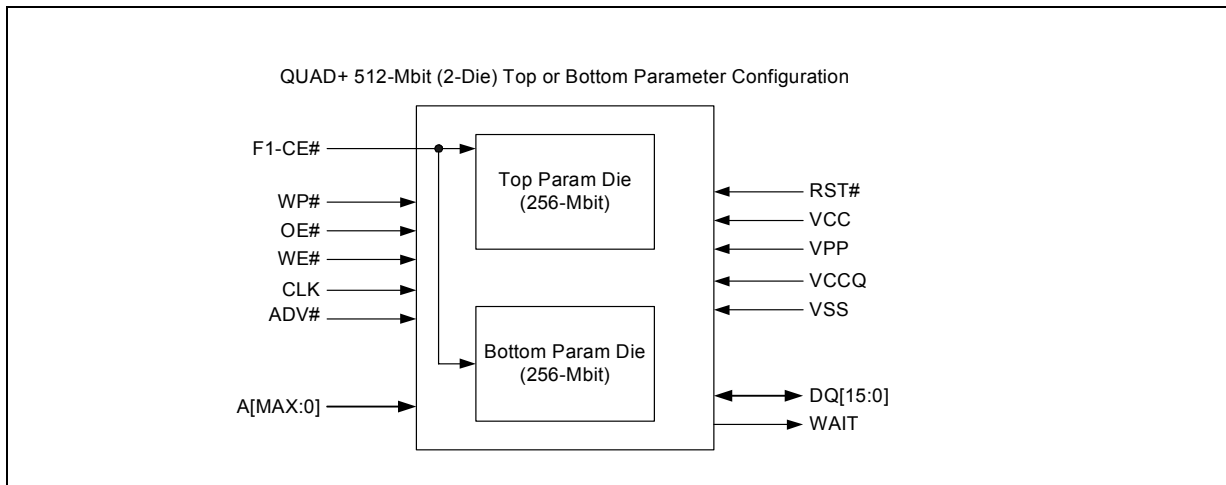 QUAD+ 512-Mbit (2-Die) Top or Bottom Parameter Configuration
F1-CE#
WP#
OE#
WE#
CLK
ADV#
A[MAX:0]
Top Param Die
(256-Mbit)
Bottom Param Die
(256-Mbit)
RST#
VCC
VPP
VCCQ
VSS
DQ[15:0]
WAIT